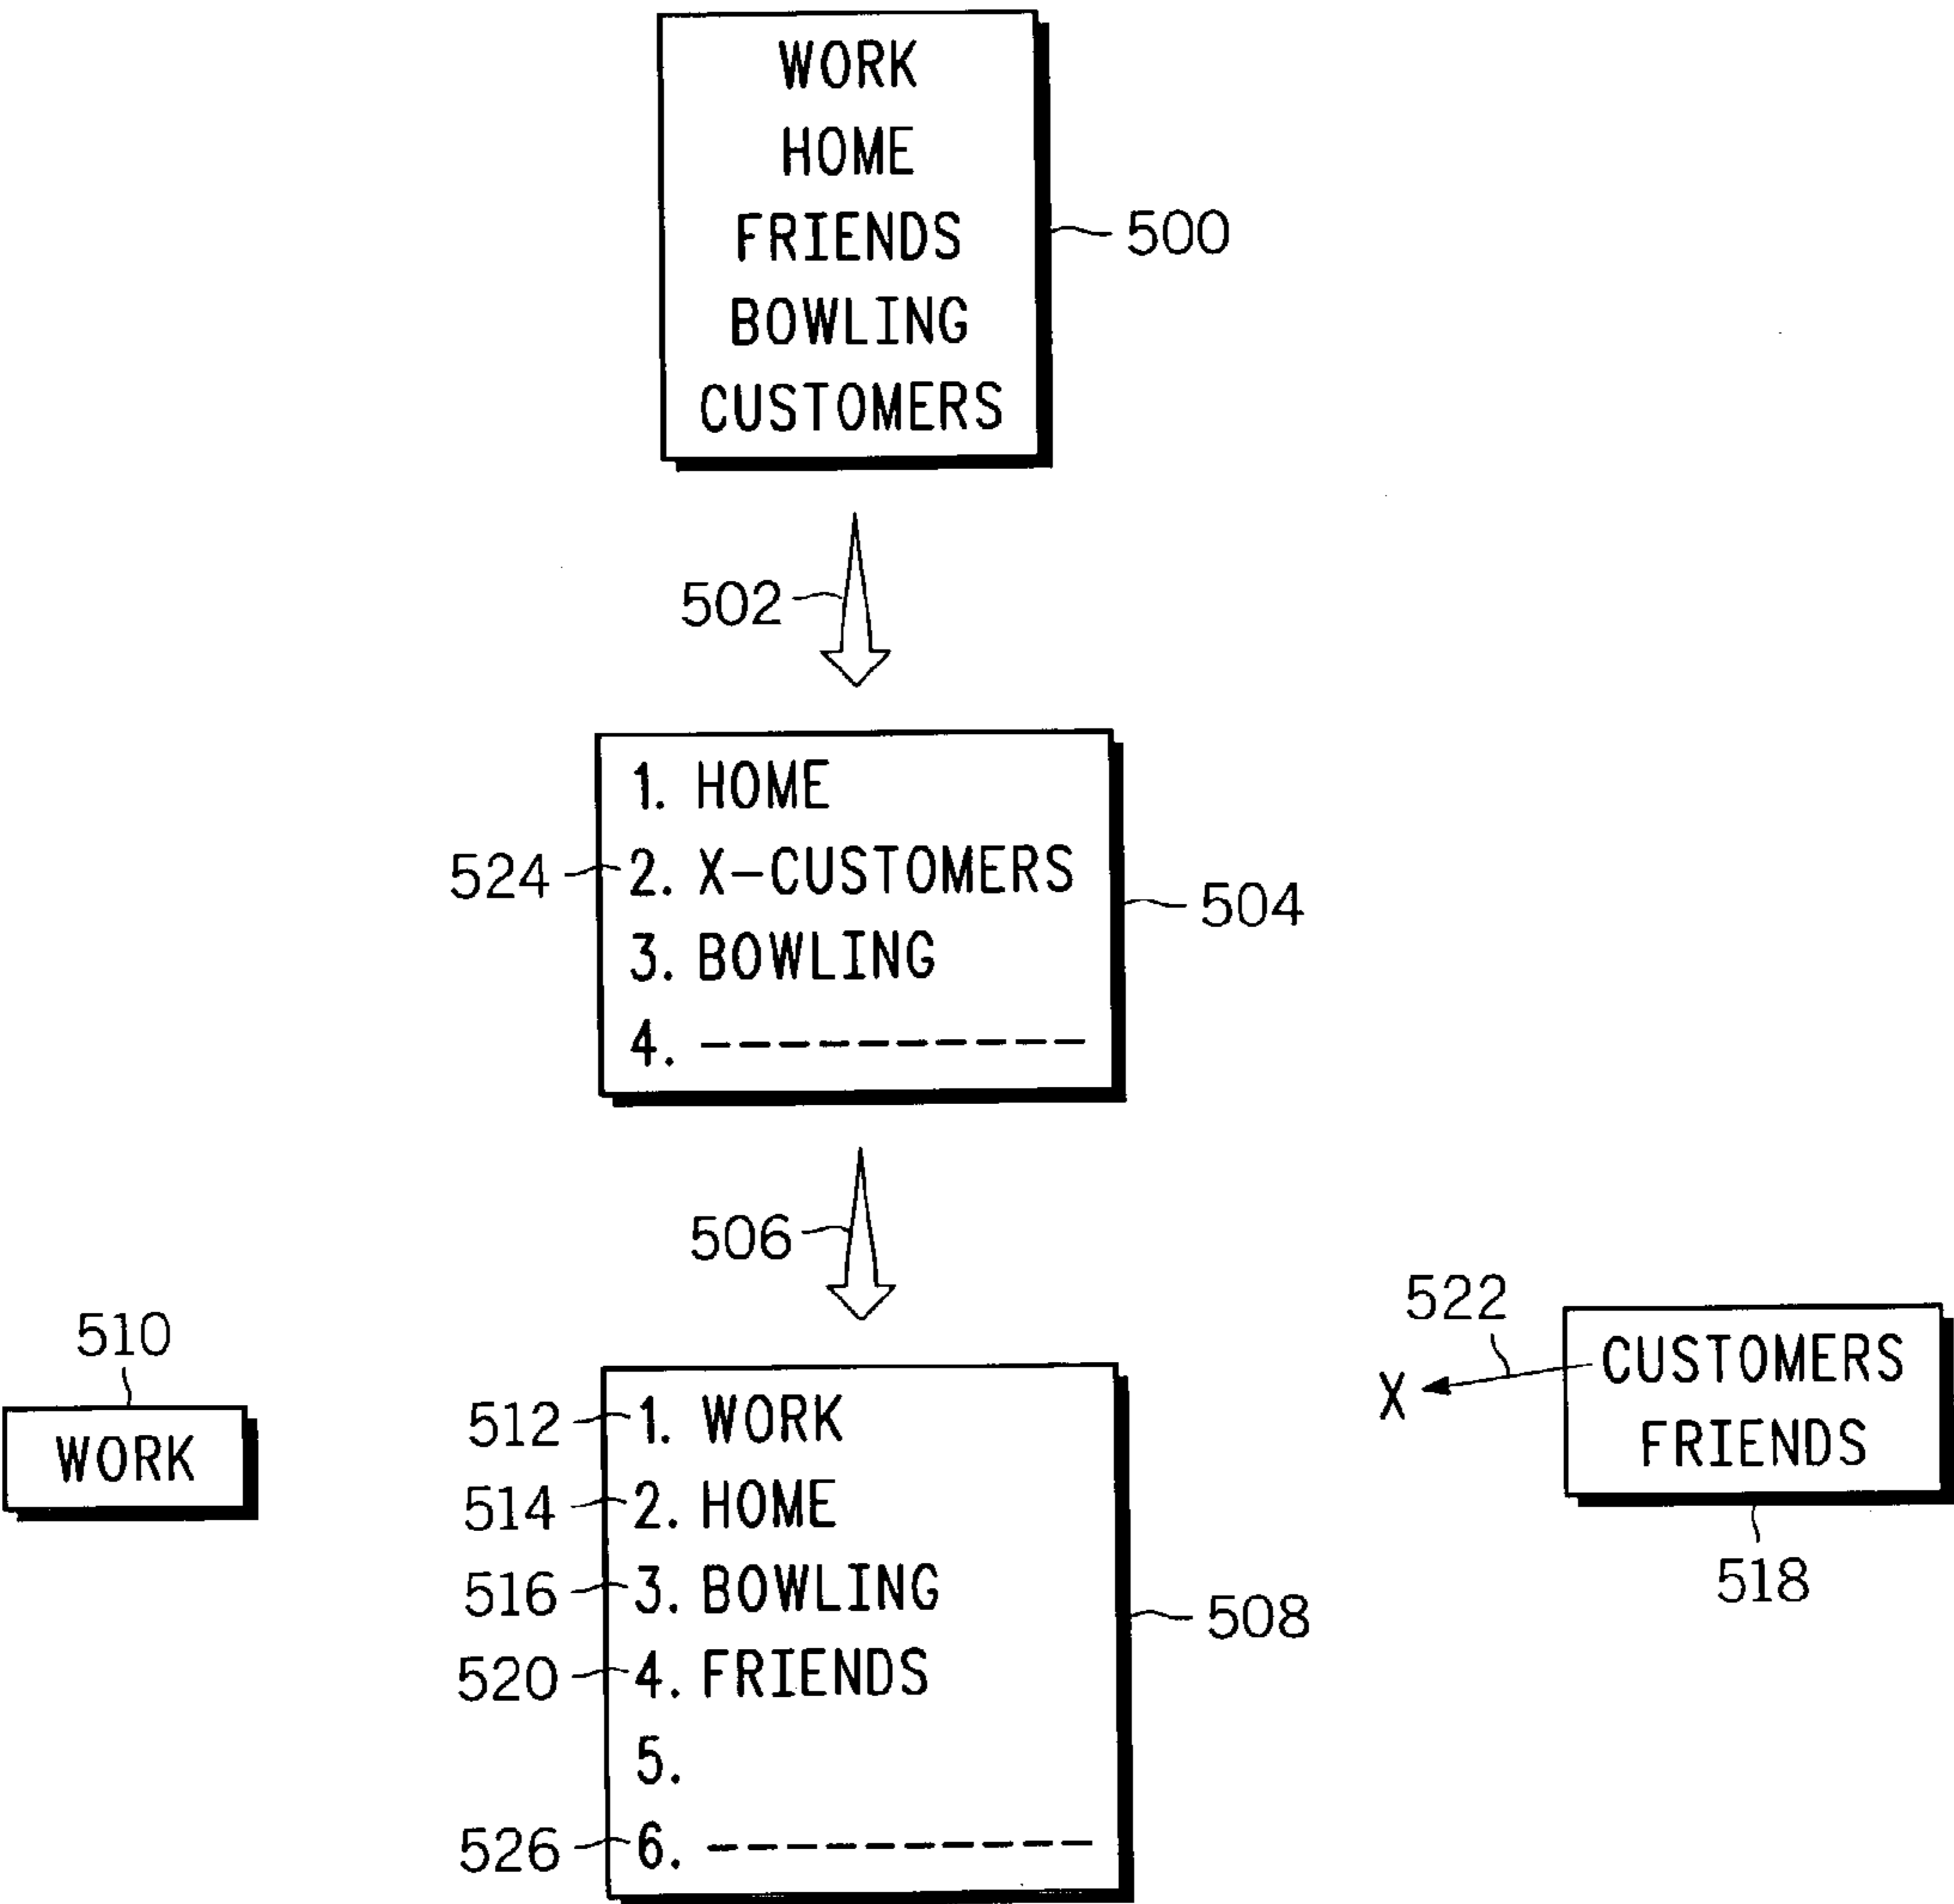 WORK
HOME
FRIENDS
500
BOWLING
CUSTOMERS
502
1. HOME
524
2. X-CUSTOMERS
504
3. BOWLING
4. ----------
506
510
WORK
522
X
CUSTOMERS
FRIENDS
518
512
1. WORK
514
2. HOME
516
3. BOWLING
508
520
4. FRIENDS
5.
526
6. ----------